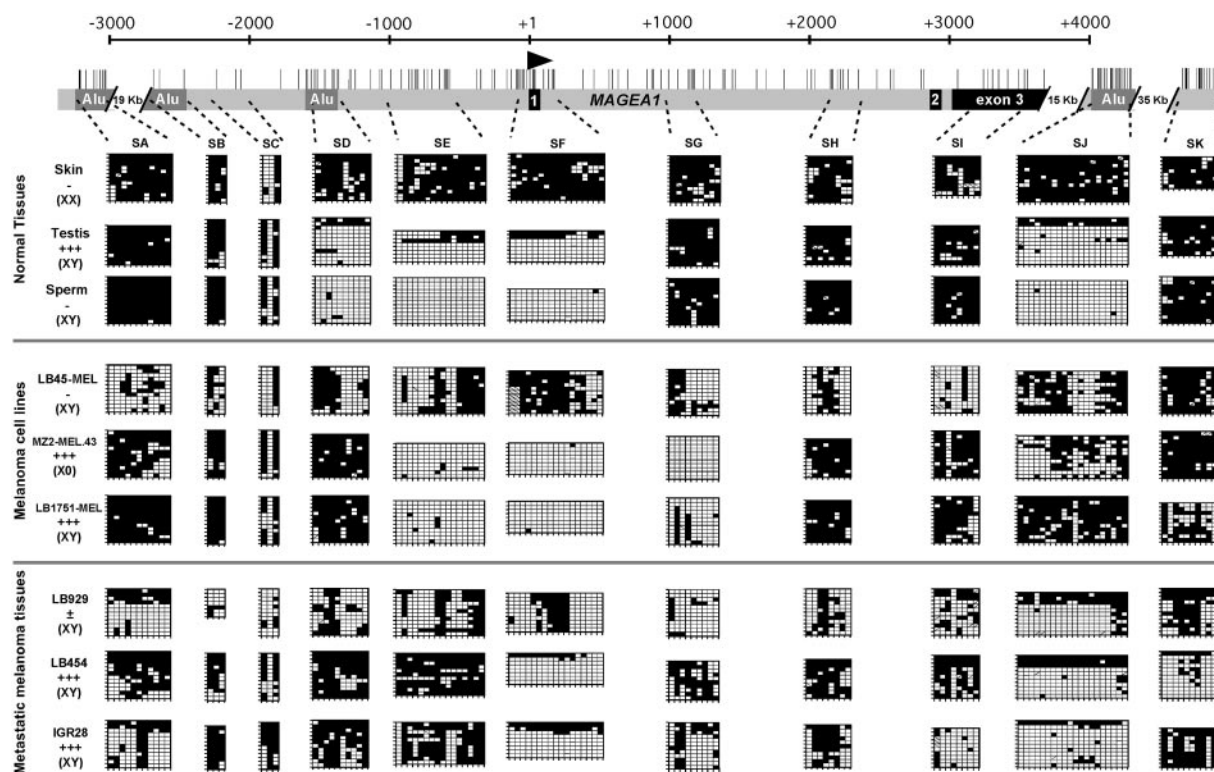 -3000 -2000 -1000 +1 +1000 +2000 +3000 +4000
Alu 19 Kb Alu Alu 1 MAGEA1 2 exon 3 15 Kb Alu 35 Kb
SA SB SC SD SE SF SG SH SI SJ SK
Normal Tissues
Skin
-
(XX)
Testis
+++
(XY)
Sperm
-
(XY)
Melanoma cell lines
LB45-MEL
-
(XY)
MZ2-MEL.43
+++
(X0)
LB1751-MEL
+++
(XY)
Metastatic melanoma tissues
LB929
±
(XY)
LB454
+++
(XY)
IGR28
+++
(XY)